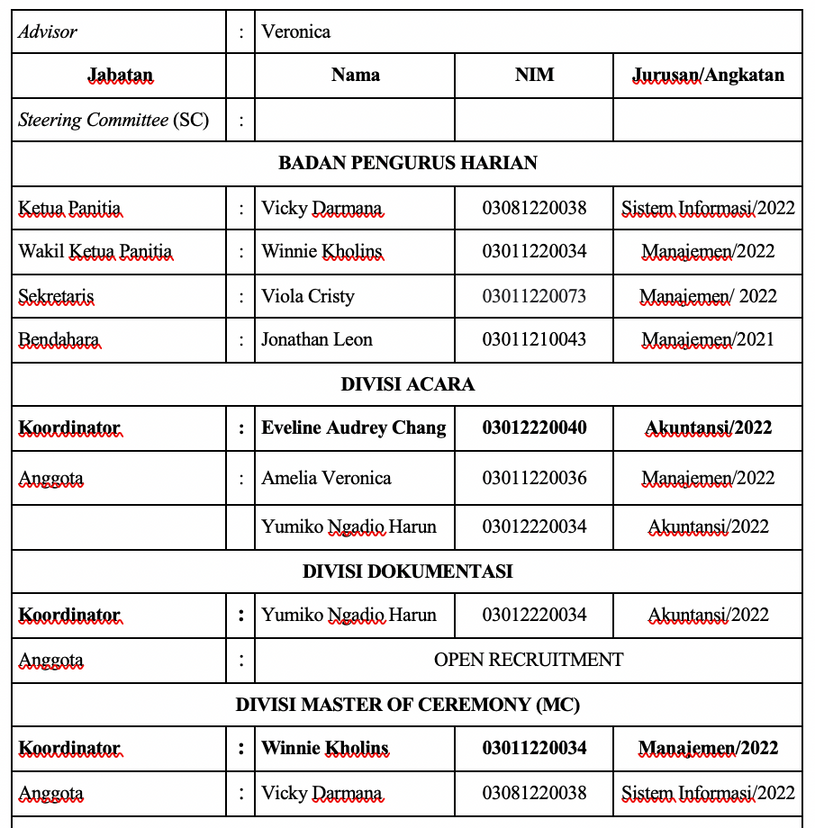 Advisor : Veronica
Jabatan Nama NIM Jurusan/Angkatan
Steering Committee (SC) :
BADAN PENGURUS HARIAN
Ketua Panitia : Vicky Darmana 03081220038 Sistem Informasi/2022
Wakil Ketua Panitia : Winnie Kholins 03011220034 Manajemen/2022
Sekretaris : Viola Cristy 03011220073 Manajemen/ 2022
Bendahara : Jonathan Leon 03011210043 Manajemen/2021
DIVISI ACARA
Koordinator : Eveline Audrey Chang 03012220040 Akuntansi/2022
Anggota : Amelia Veronica 03011220036 Manajemen/2022
Yumiko Ngadio Harun 03012220034 Akuntansi/2022
DIVISI DOKUMENTASI
Koordinator : Yumiko Ngadio Harun 03012220034 Akuntansi/2022
Anggota : OPEN RECRUITMENT
DIVISI MASTER OF CEREMONY (MC)
Koordinator : Winnie Kholins 03011220034 Manajemen/2022
Anggota : Vicky Darmana 03081220038 Sistem Informasi/2022